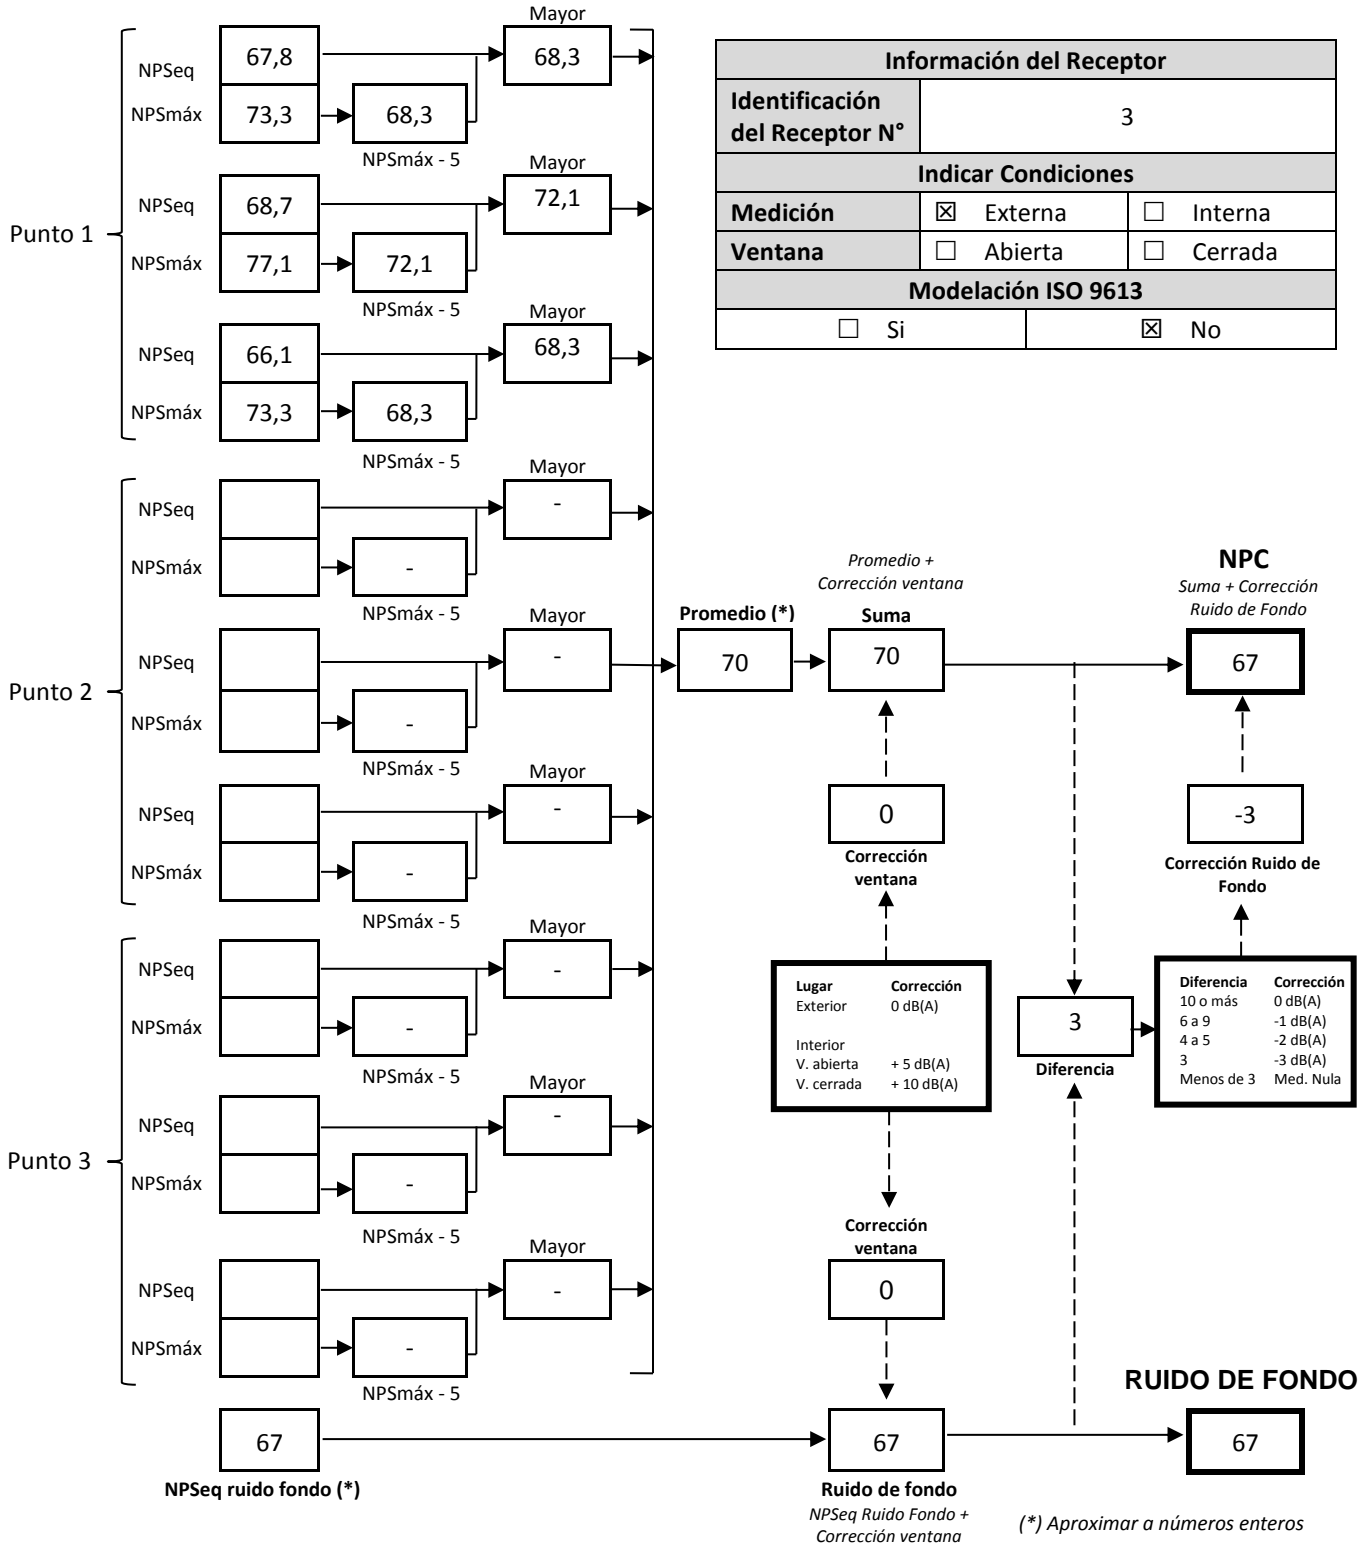 Punto 1
NPSeq
67,8
Mayor
68,3
NPSmáx
73,3
68,3
NPSmáx - 5
NPSeq
68,7
Mayor
72,1
NPSmáx
77,1
72,1
NPSmáx - 5
NPSeq
66,1
Mayor
68,3
NPSmáx
73,3
68,3
NPSmáx - 5
Información del Receptor
Identificación
del Receptor N°
3
Indicar Condiciones
Medición ☒ Externa ☐ Interna
Ventana ☐ Abierta ☐ Cerrada
Modelación ISO 9613
☐ Si ☒ No
Punto 2
NPSeq
Mayor
-
NPSmáx
-
NPSmáx - 5
NPSeq
Mayor
-
NPSmáx
-
NPSmáx - 5
NPSeq
Mayor
-
NPSmáx
-
NPSmáx - 5
Punto 3
NPSeq
Mayor
-
NPSmáx
-
NPSmáx - 5
NPSeq
Mayor
-
NPSmáx
-
NPSmáx - 5
NPSeq
Mayor
-
NPSmáx
-
NPSmáx - 5
Promedio (*)
70
Promedio +
Corrección ventana
Suma
70
NPC
Suma + Corrección
Ruido de Fondo
67
0
Corrección
ventana
-3
Corrección Ruido de
Fondo
Lugar Corrección
Exterior 0 dB(A)
Interior
V. abierta + 5 dB(A)
V. cerrada + 10 dB(A)
3
Diferencia
Diferencia Corrección
10 o más 0 dB(A)
6 a 9 -1 dB(A)
4 a 5 -2 dB(A)
3 -3 dB(A)
Menos de 3 Med. Nula
Corrección
ventana
0
67
NPSeq ruido fondo (*)
67
Ruido de fondo
NPSeq Ruido Fondo +
Corrección ventana
RUIDO DE FONDO
67
(*) Aproximar a números enteros